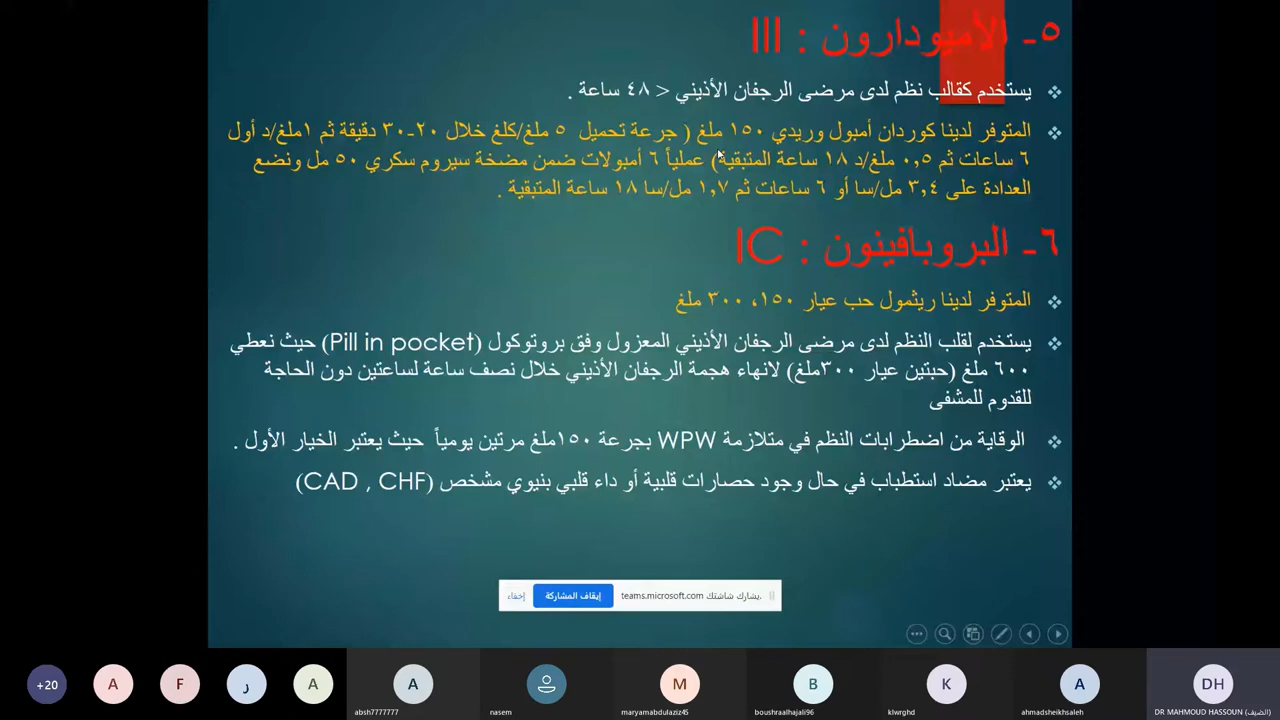 ٥- الأميودارون : III
يستخدم كقالب نظم لدى مرضى الرجفان الأذيني < ٤٨ ساعة .
المتوفر لدينا كوردان أمبول وريدي ١٥٠ ملغ ( جرعة تحميل ٥ ملغ/كلغ خلال ٢٠-٣٠ دقيقة ثم ١ملغ/د أول
٦ ساعات ثم ٠,٥ ملغ/د ١٨ ساعة المتبقية) عملياً ٦ أمبولات ضمن مضخة سيروم سكري ٥٠ مل ونضع
العدادة على ٣,٤ مل/سا أو ٦ ساعات ثم ١,٧ مل/سا ١٨ ساعة المتبقية .
٦- البروبافينون : IC
المتوفر لدينا ريثمول حب عيار ١٥٠، ٣٠٠ ملغ
يستخدم لقلب النظم لدى مرضى الرجفان الأذيني المعزول وفق بروتوكول (Pill in pocket) حيث نعطي
٦٠٠ ملغ (حبتين عيار ٣٠٠ملغ) لانهاء هجمة الرجفان الأذيني خلال نصف ساعة لساعتين دون الحاجة
للقدوم للمشفى
الوقاية من اضطرابات النظم في متلازمة WPW بجرعة ١٥٠ملغ مرتين يومياً حيث يعتبر الخيار الأول .
يعتبر مضاد استطباب في حال وجود حصارات قلبية أو داء قلبي بنيوي مشخص (CAD , CHF)
يشارك شاشتك teams.microsoft.com. إيقاف المشاركة إخفاء
+20 A F ر A A B M K A DH
absh7777777 nasem maryamabdulaziz45 boushraalhajali96 klwrghd ahmadsheikhsaleh DR MAHMOUD HASSOUN (الضيف)